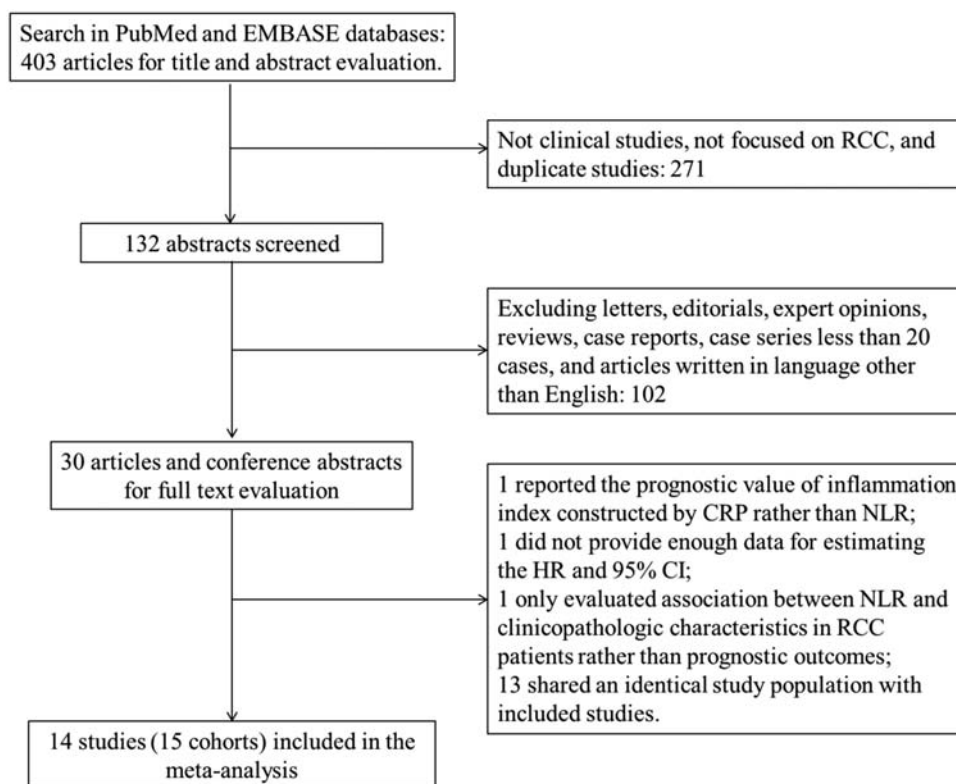 Search in PubMed and EMBASE databases:
403 articles for title and abstract evaluation.
Not clinical studies, not focused on RCC, and
duplicate studies: 271
132 abstracts screened
Excluding letters, editorials, expert opinions,
reviews, case reports, case series less than 20
cases, and articles written in language other
than English: 102
30 articles and conference abstracts
for full text evaluation
1 reported the prognostic value of inflammation
index constructed by CRP rather than NLR;
1 did not provide enough data for estimating
the HR and 95% CI;
1 only evaluated association between NLR and
clinicopathologic characteristics in RCC
patients rather than prognostic outcomes;
13 shared an identical study population with
included studies.
14 studies (15 cohorts) included in the
meta-analysis